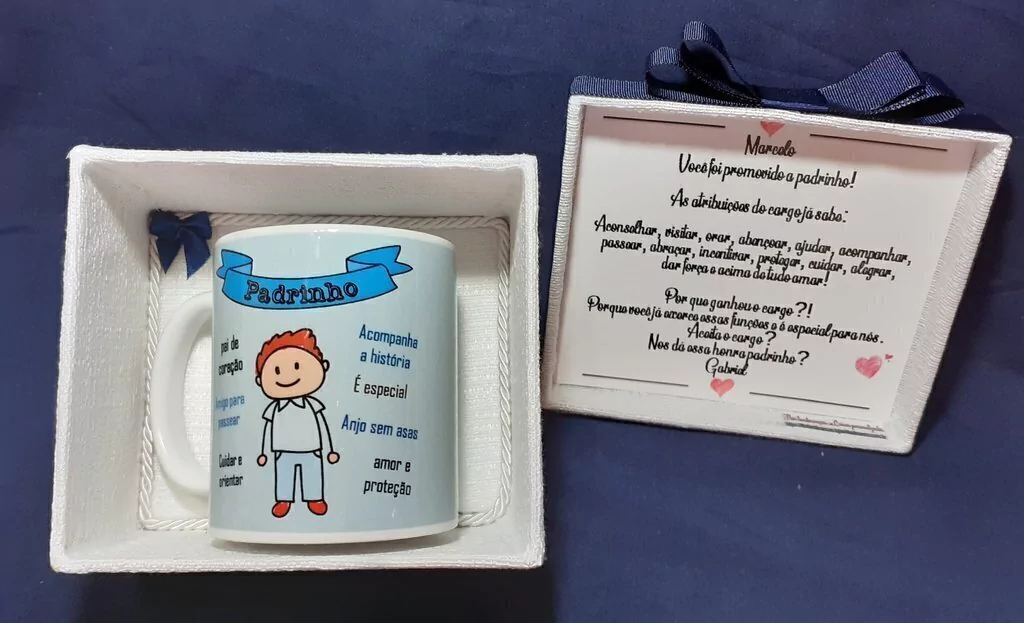 Padrinho
pai de
coração
Amigo para
passear
Cuidar e
orientar
Acompanha
a história
É especial
Anjo sem asas
amor e
proteção
Marcelo
Você foi promovido a padrinho!
As atribuições do cargo já sabe:
Aconselhar, visitar, orar, abençoar, ajudar, acompanhar,
passear, abraçar, incentivar, proteger, cuidar, alegrar,
dar força e acima de tudo amar!
Por que ganhou o cargo?!
Porque você já exerce essas funções e é especial para nós.
Aceita o cargo?
Nos dá essa honra padrinho?
Gabriel